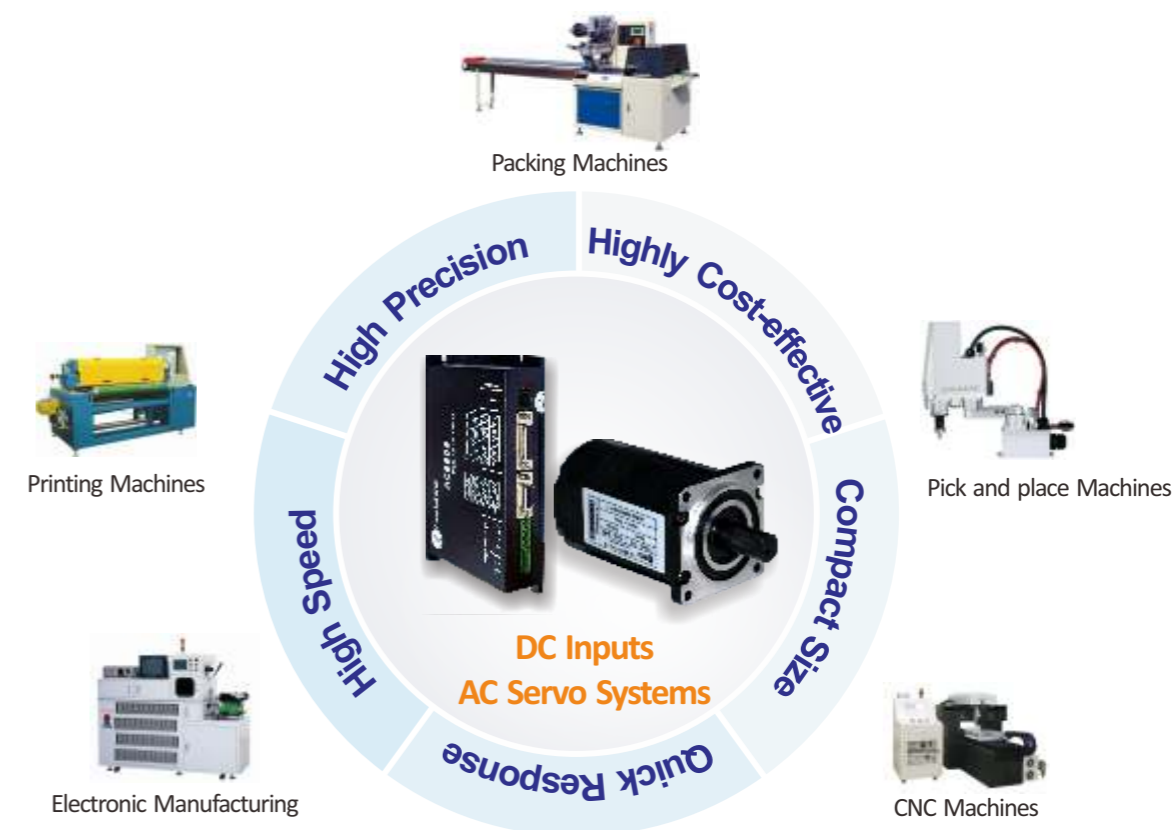 Packing Machines
High Precision
Highly Cost-effective
Printing Machines
Pick and place Machines
High Speed
Compact Size
DC Inputs
AC Servo Systems
Quick Response
Electronic Manufacturing
CNC Machines